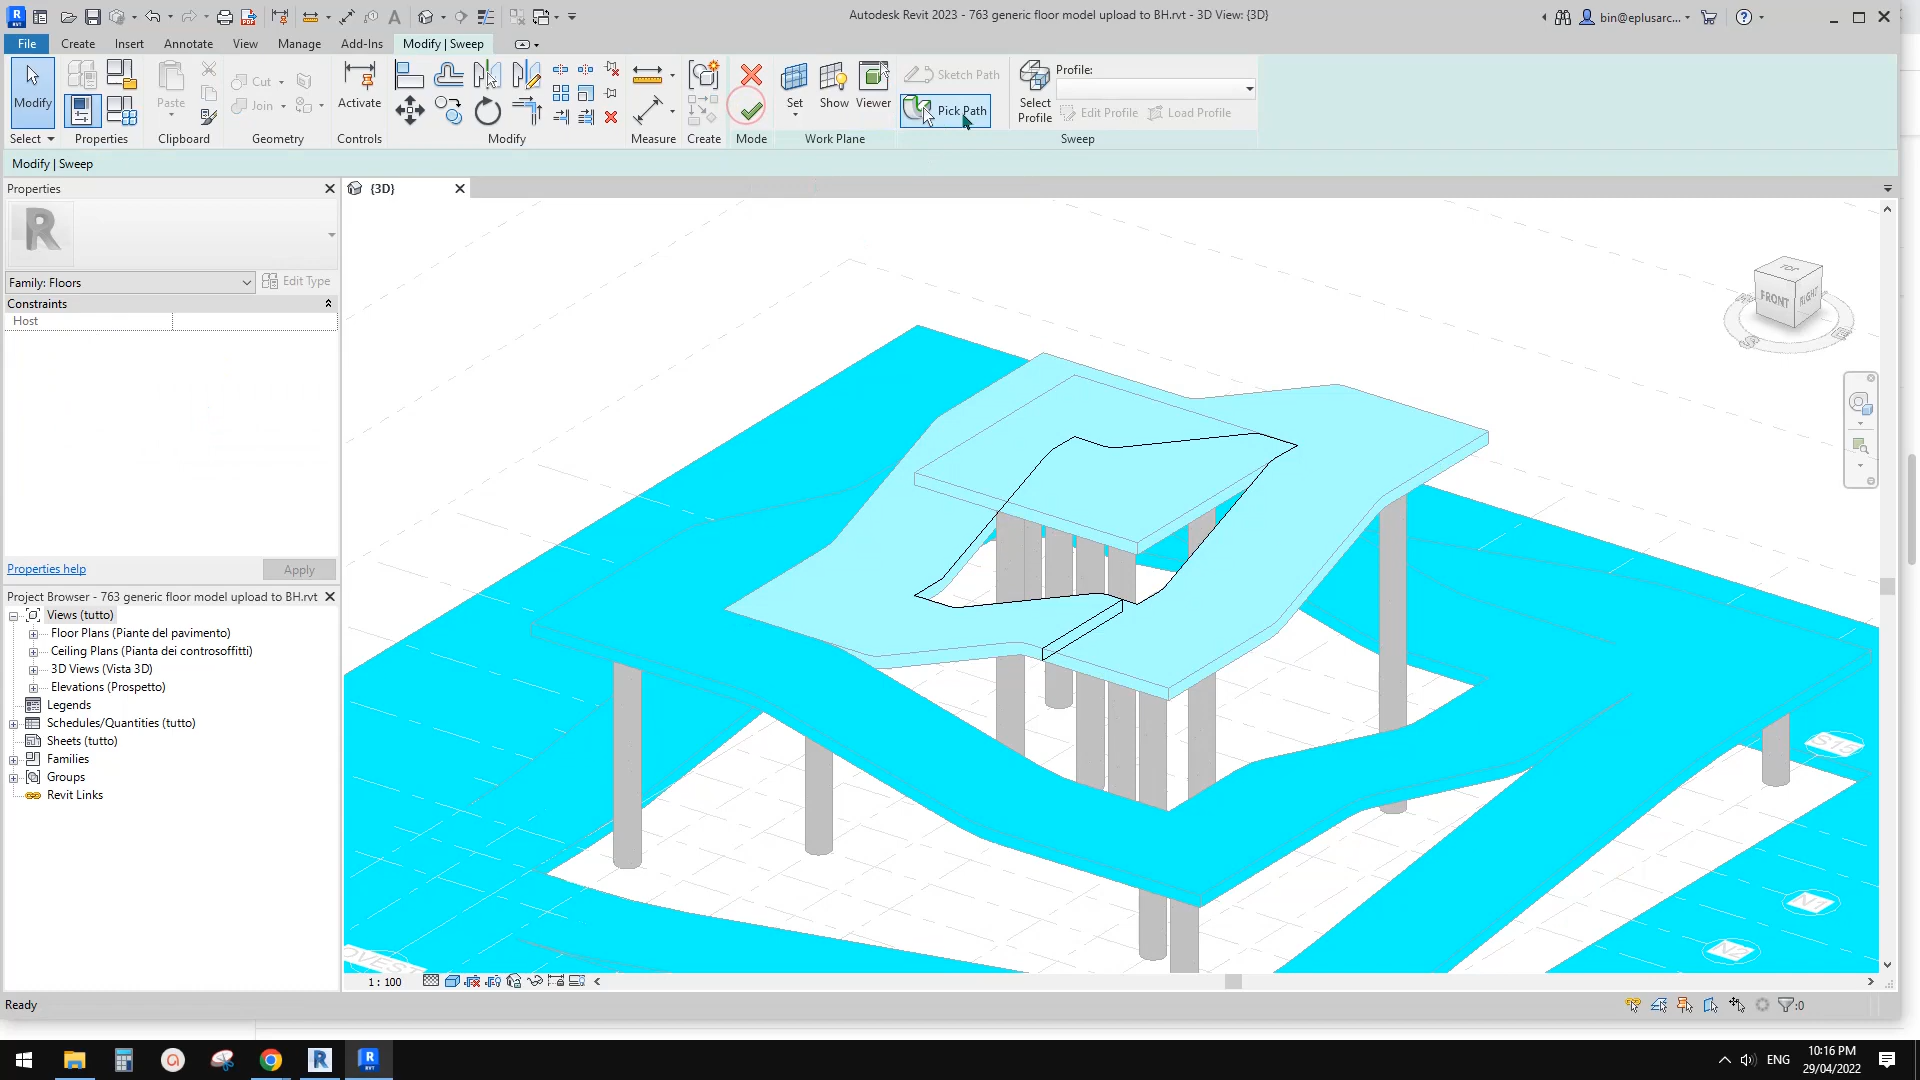 Autodesk Revit 2023 - 763 generic floor model upload to BH.rvt - 3D View: {3D}
bin@eplusarc...
File
Create
Insert
Annotate
View
Manage
Add-Ins
Modify | Sweep
Modify
Select
Properties
Paste
Clipboard
Cut
Join
Geometry
Activate
Controls
Modify
Measure
Create
Mode
Set
Show
Viewer
Work Plane
Sketch Path
Pick Path
Select
Profile
Profile:
Edit Profile
Load Profile
Sweep
Modify | Sweep
Properties
{3D}
R
Family: Floors
Edit Type
Constraints
Host
Properties help
Apply
Project Browser - 763 generic floor model upload to BH.rvt
Views (tutto)
Floor Plans (Piante del pavimento)
Ceiling Plans (Pianta dei controsoffitti)
3D Views (Vista 3D)
Elevations (Prospetto)
Legends
Schedules/Quantities (tutto)
Sheets (tutto)
Families
Groups
Revit Links
TOP
FRONT
RIGHT
S15
N1
N2
OVEST
1 : 100
Ready
:0
ENG
10:16 PM
29/04/2022